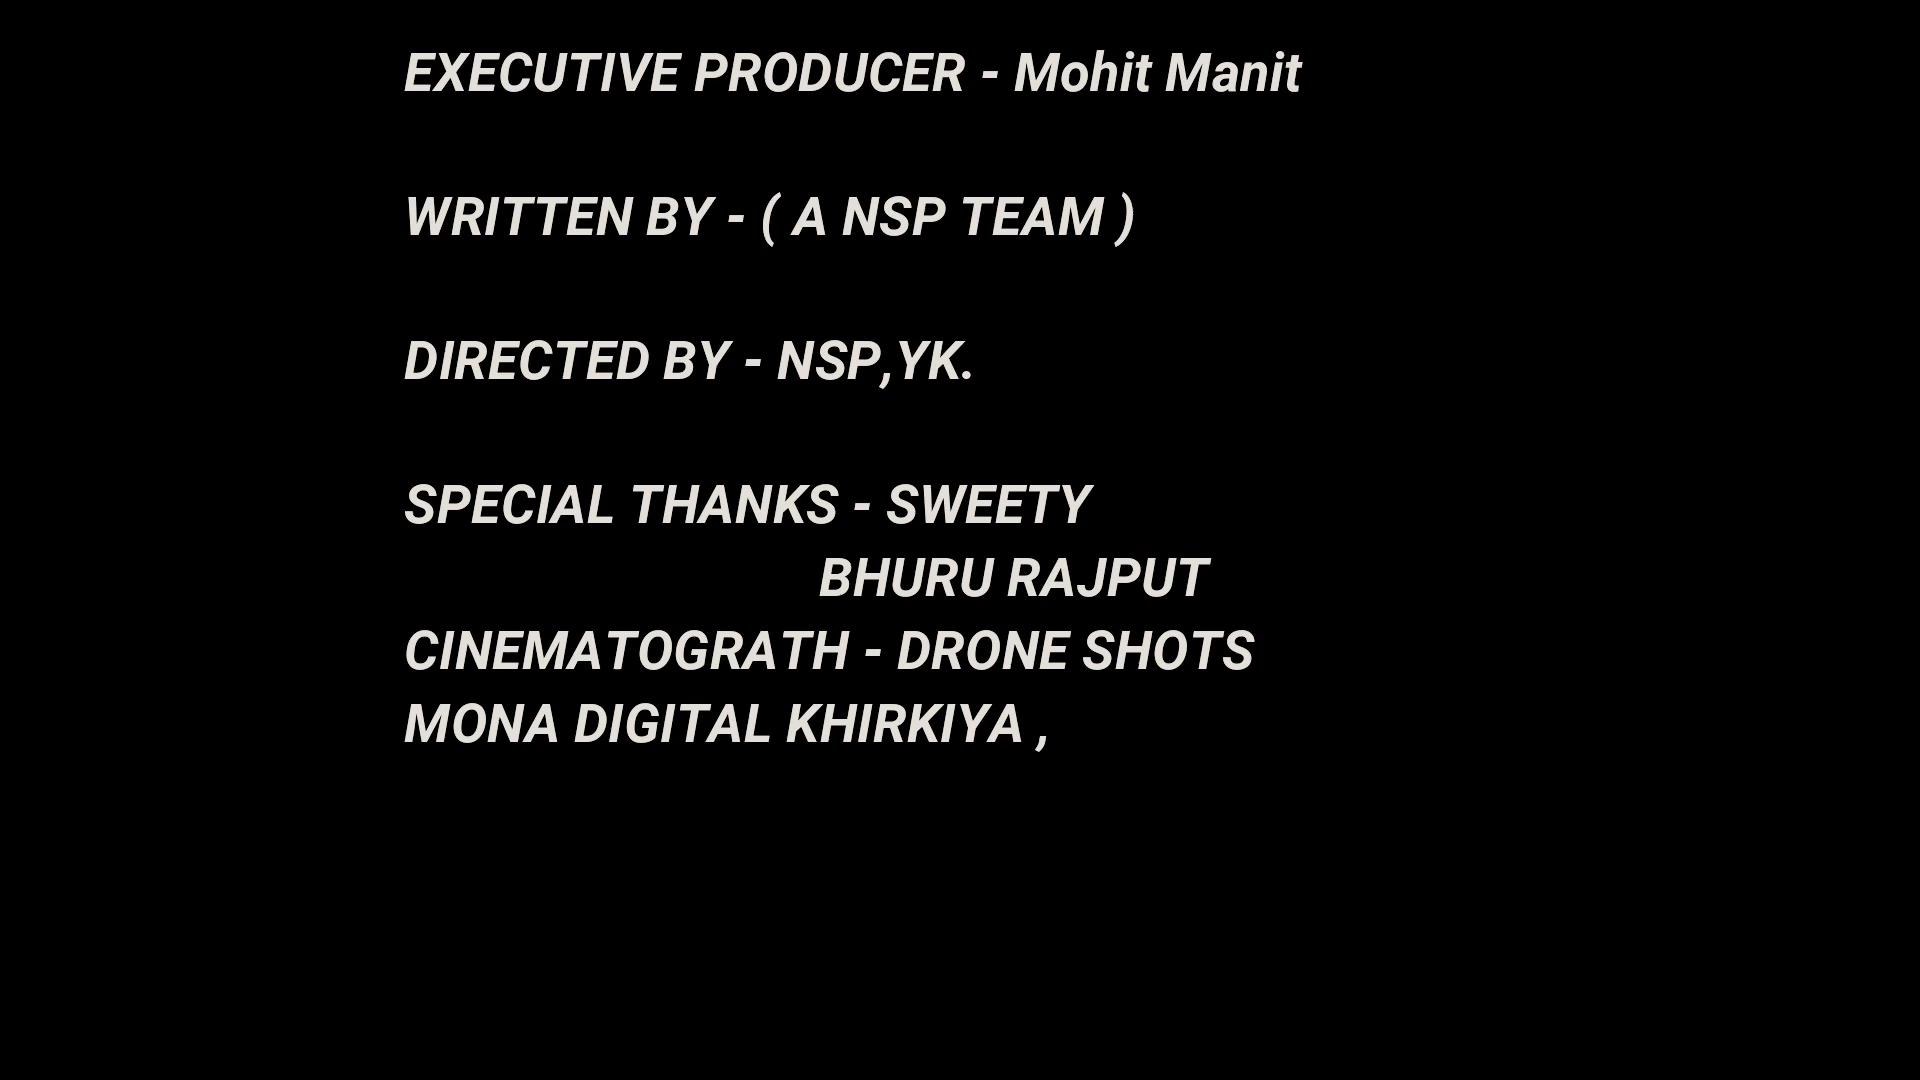 EXECUTIVE PRODUCER - Mohit Manit
WRITTEN BY - ( A NSP TEAM )
DIRECTED BY - NSP,YK.
SPECIAL THANKS - SWEETY
BHURU RAJPUT
CINEMATOGRATH - DRONE SHOTS
MONA DIGITAL KHIRKIYA ,